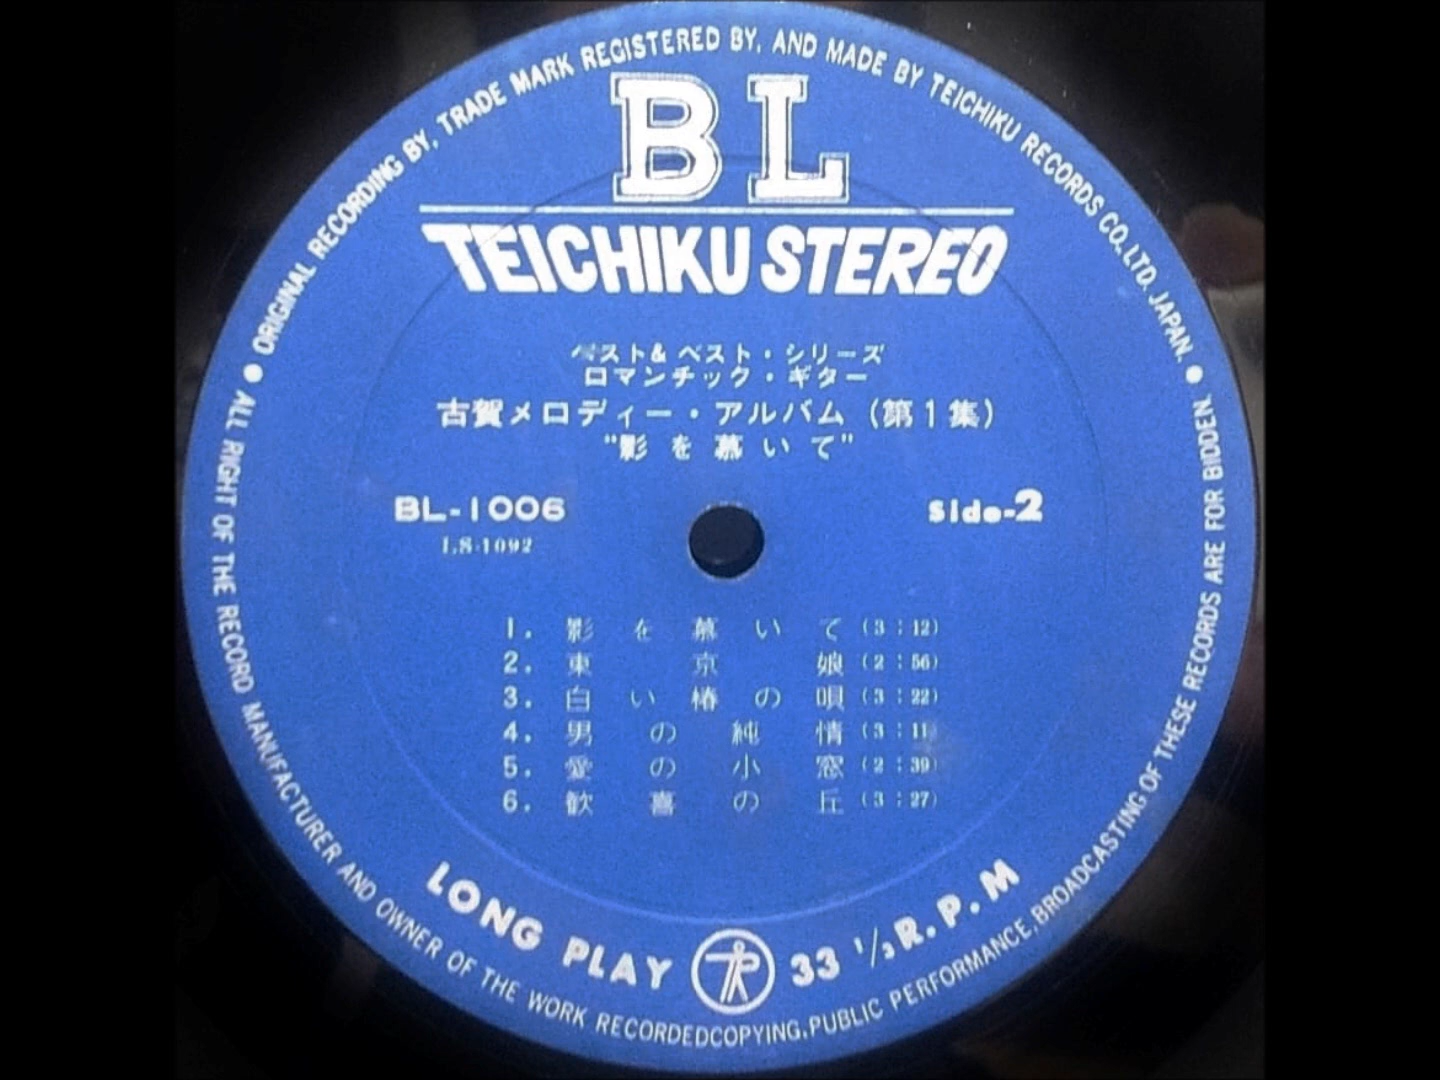 ● ORIGINAL RECORDING BY, TRADE MARK REGISTERED BY, AND MADE BY TEICHIKU RECORDS CO., LTD. JAPAN. ●
BL
TEICHIKU STEREO
ベスト&ベスト・シリーズ
ロマンチック・ギター
古賀メロディー・アルバム(第1集)
"影を慕いて"
BL-1006
Side-2
LS-1092
1. 影を慕いて(3:12)
2. 東京娘(2:56)
3. 白い椿の唄(3:22)
4. 男の純情(3:11)
5. 愛の小窓(2:39)
6. 歓喜の丘(3:27)
LONG PLAY 33 1/3 R.P.M
ALL RIGHT OF THE RECORD MANUFACTURER AND OWNER OF THE WORK RECORDEDCOPYING, PUBLIC PERFORMANCE, BROADCASTING OF THESE RECORDS ARE FOR BIDDEN.